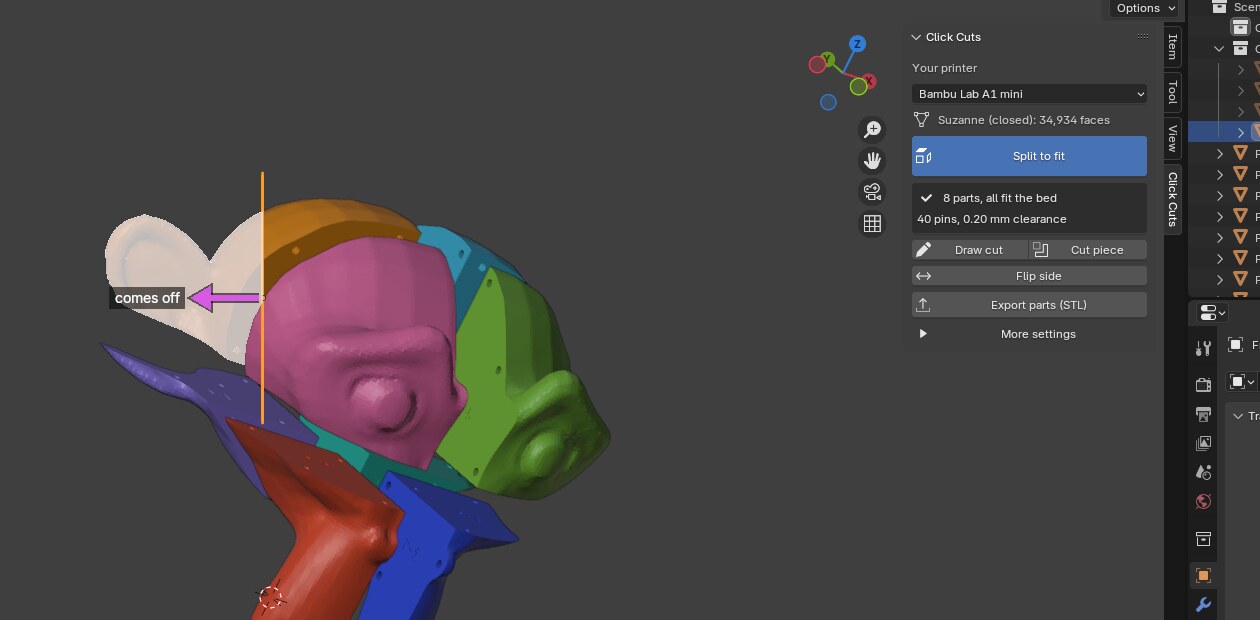 Options
Scen
Click Cuts
Your printer
Bambu Lab A1 mini
Suzanne (closed): 34,934 faces
Split to fit
8 parts, all fit the bed
40 pins, 0.20 mm clearance
Draw cut
Cut piece
Flip side
Export parts (STL)
More settings
Item
Tool
View
Click Cuts
Z
Y
X
comes off
F
F
F
F
F
F
F
F
Tra